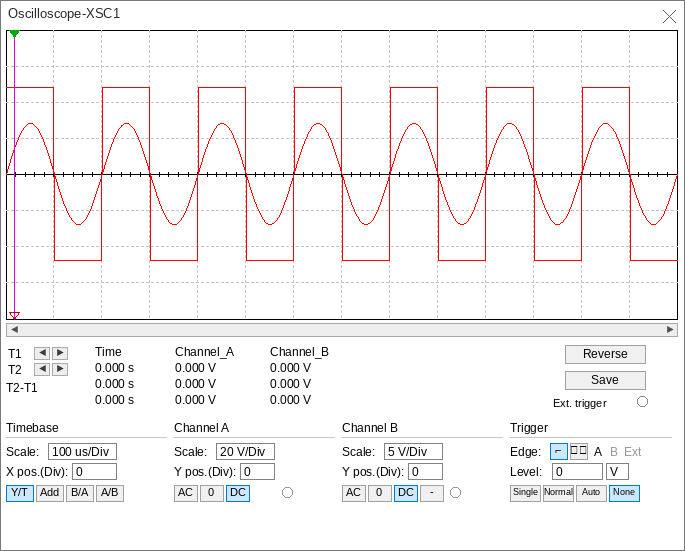 Oscilloscope-XSC1
Time Channel_A Channel_B
T1 0.000 s 0.000 V 0.000 V
T2 0.000 s 0.000 V 0.000 V
T2-T1 0.000 s 0.000 V 0.000 V
Reverse
Save
Ext. trigger
Timebase
Scale: 100 us/Div
X pos.(Div): 0
Y/T Add B/A A/B
Channel A
Scale: 20 V/Div
Y pos.(Div): 0
AC 0 DC
Channel B
Scale: 5 V/Div
Y pos.(Div): 0
AC 0 DC -
Trigger
Edge: A B Ext
Level: 0 V
Single Normal Auto None